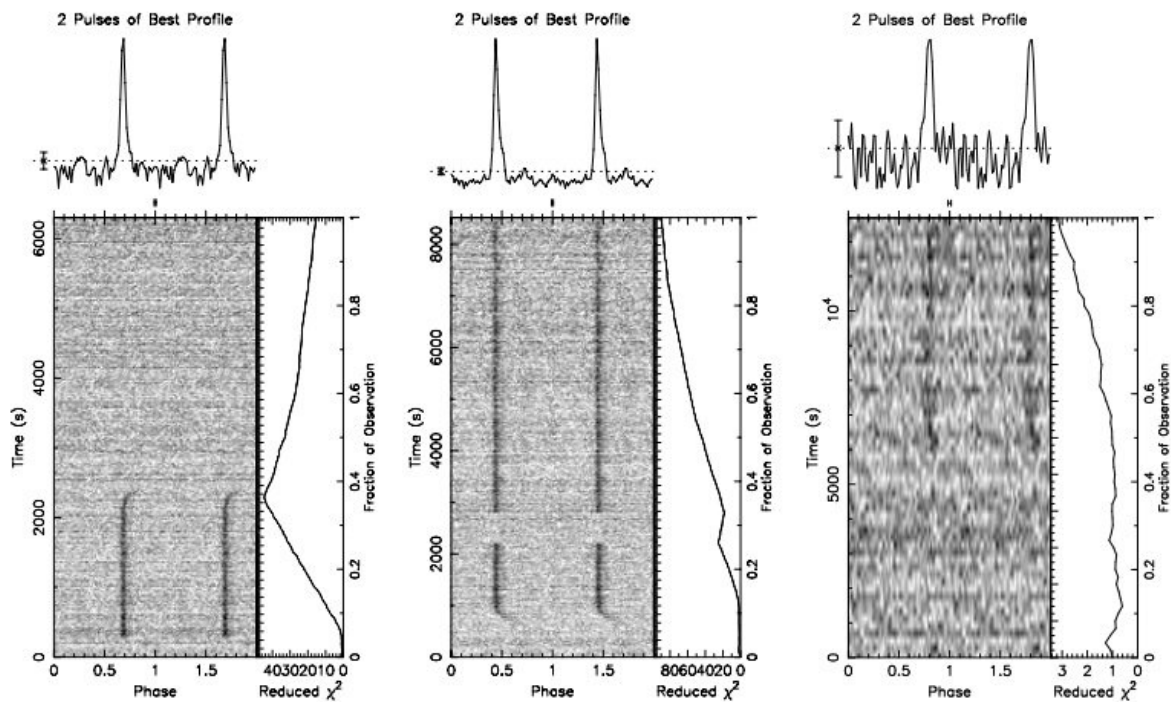 2 Pulses of Best Profile
2 Pulses of Best Profile
2 Pulses of Best Profile
Time (s)
0
2000
4000
6000
0
0.5
1
1.5
Phase
40302010 0
Reduced χ²
0
0.2
0.4
0.6
0.8
1
Fraction of Observation
Time (s)
0
2000
4000
6000
8000
0
0.5
1
1.5
Phase
80604020 0
Reduced χ²
0
0.2
0.4
0.6
0.8
1
Fraction of Observation
Time (s)
0
5000
10⁴
0
0.5
1
1.5
Phase
3 2 1 0
Reduced χ²
0
0.2
0.4
0.6
0.8
1
Fraction of Observation